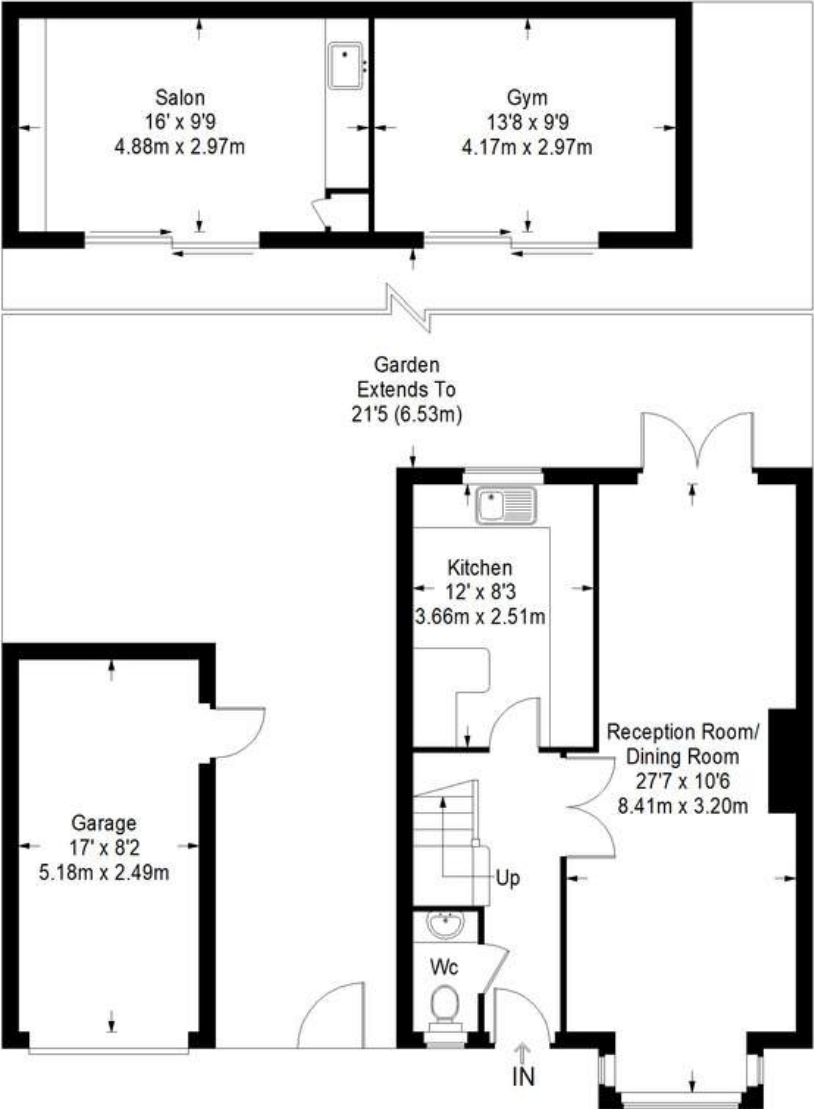 Salon
16' x 9'9
4.88m x 2.97m
Gym
13'8 x 9'9
4.17m x 2.97m
Garden
Extends To
21'5 (6.53m)
Kitchen
12' x 8'3
3.66m x 2.51m
Reception Room/
Dining Room
27'7 x 10'6
8.41m x 3.20m
Garage
17' x 8'2
5.18m x 2.49m
Up
Wc
IN